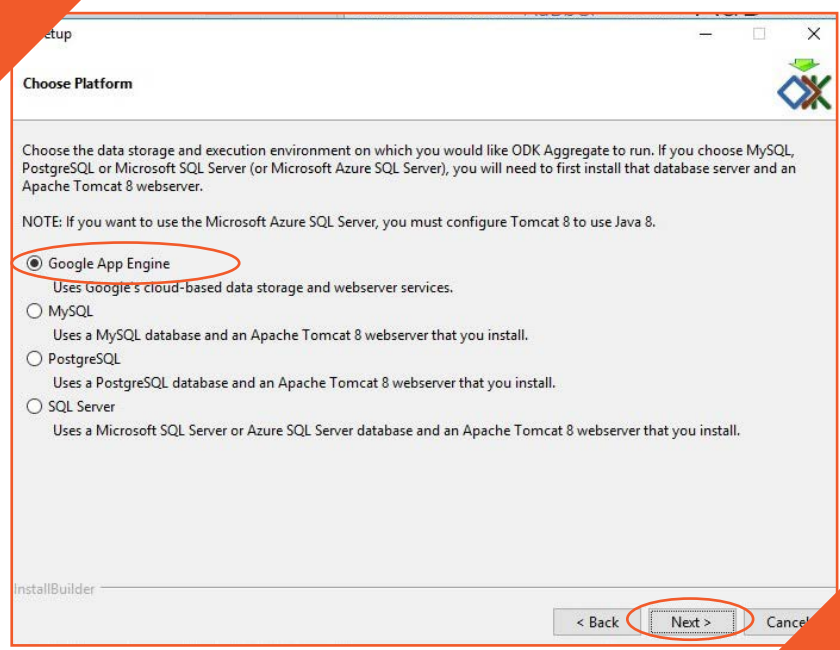 etup
Choose Platform
Choose the data storage and execution environment on which you would like ODK Aggregate to run. If you choose MySQL,
PostgreSQL or Microsoft SQL Server (or Microsoft Azure SQL Server), you will need to first install that database server and an
Apache Tomcat 8 webserver.
NOTE: If you want to use the Microsoft Azure SQL Server, you must configure Tomcat 8 to use Java 8.
Google App Engine
Uses Google's cloud-based data storage and webserver services.
MySQL
Uses a MySQL database and an Apache Tomcat 8 webserver that you install.
PostgreSQL
Uses a PostgreSQL database and an Apache Tomcat 8 webserver that you install.
SQL Server
Uses a Microsoft SQL Server or Azure SQL Server database and an Apache Tomcat 8 webserver that you install.
InstallBuilder
< Back Next > Cancel